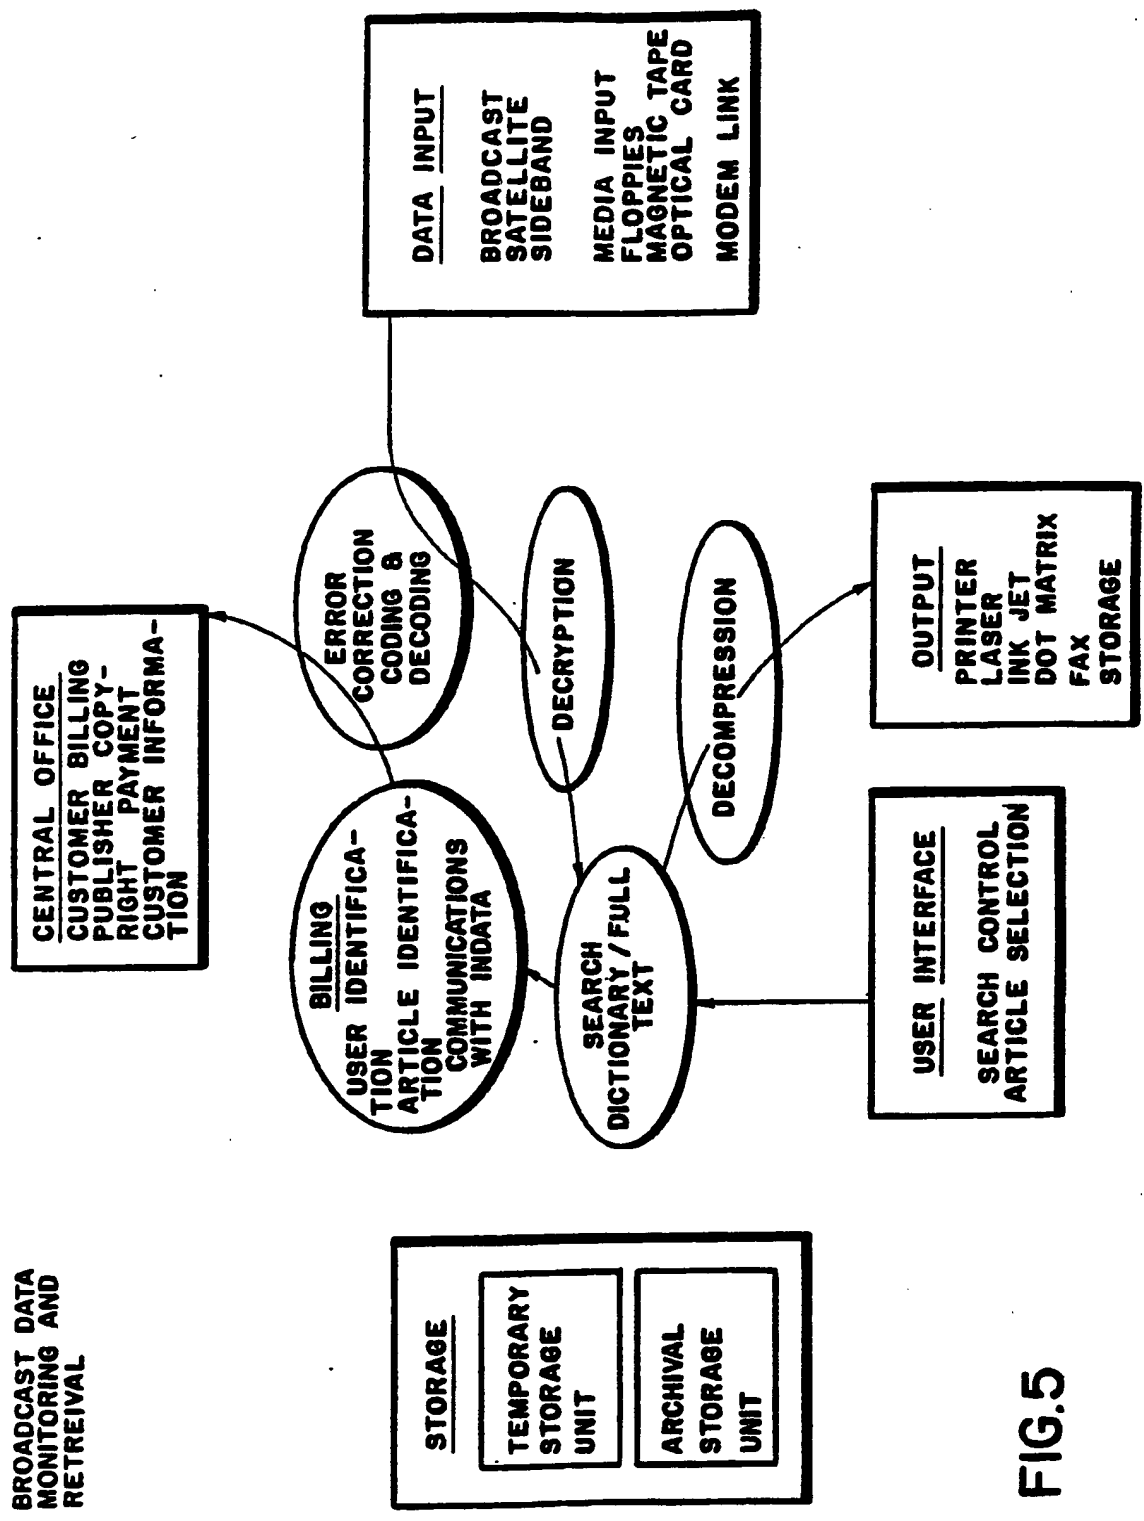 BROADCAST DATA
MONITORING AND
RETREIVAL
CENTRAL OFFICE
CUSTOMER BILLING
PUBLISHER COPY-
RIGHT PAYMENT
CUSTOMER INFORMA-
TION
BILLING
USER IDENTIFICA-
TION
ARTICLE IDENTIFICA-
TION
COMMUNICATIONS
WITH INDATA
ERROR
CORRECTION
CODING &
DECODING
DATA INPUT
BROADCAST
SATELLITE
SIDEBAND
MEDIA INPUT
FLOPPIES
MAGNETIC TAPE
OPTICAL CARD
MODEM LINK
STORAGE
TEMPORARY
STORAGE
UNIT
ARCHIVAL
STORAGE
UNIT
SEARCH
DICTIONARY/FULL
TEXT
DECRYPTION
DECOMPRESSION
USER INTERFACE
SEARCH CONTROL
ARTICLE SELECTION
OUTPUT
PRINTER
LASER
INK JET
DOT MATRIX
FAX
STORAGE
FIG.5